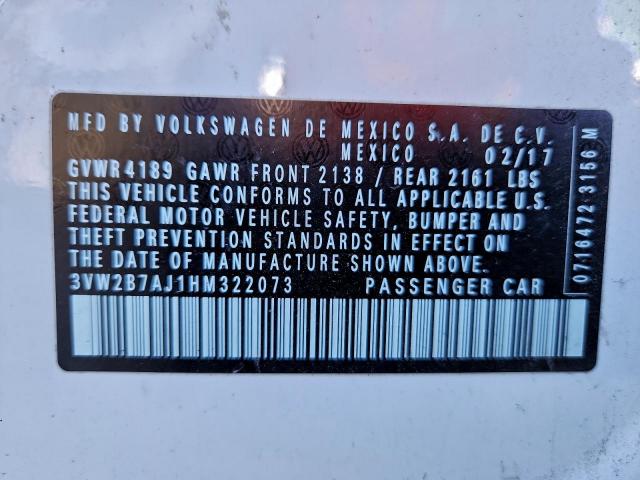 MFD BY VOLKSWAGEN DE MEXICO S.A. DE C.V.
MEXICO 02/17
GVWR 4189 GAWR FRONT 2138 / REAR 2161 LBS
THIS VEHICLE CONFORMS TO ALL APPLICABLE U.S.
FEDERAL MOTOR VEHICLE SAFETY, BUMPER AND
THEFT PREVENTION STANDARDS IN EFFECT ON
THE DATE OF MANUFACTURE SHOWN ABOVE.
3VW2B7AJ1HM322073 PASSENGER CAR
0716472 3156 M